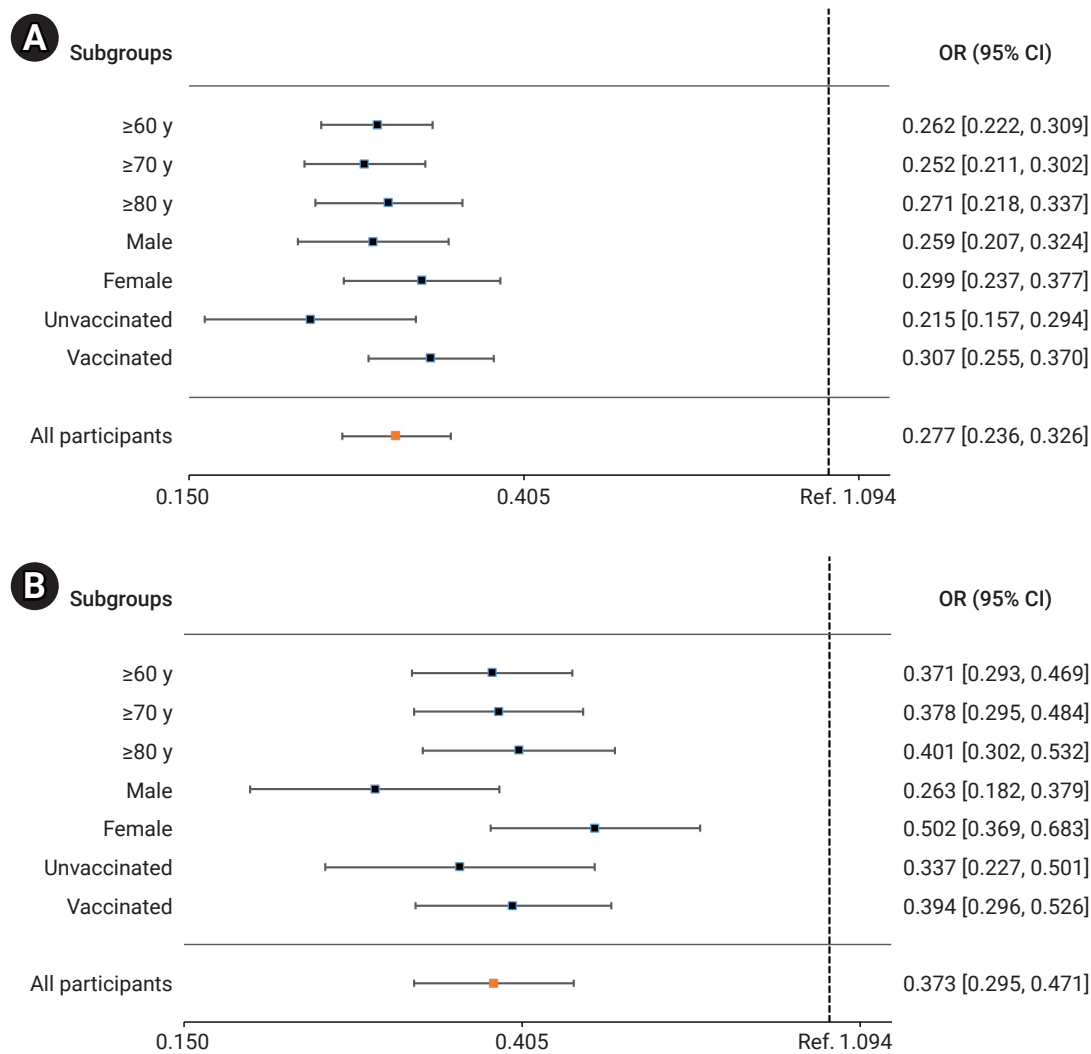 A
Subgroups OR (95% CI)
≥60 y 0.262 [0.222, 0.309]
≥70 y 0.252 [0.211, 0.302]
≥80 y 0.271 [0.218, 0.337]
Male 0.259 [0.207, 0.324]
Female 0.299 [0.237, 0.377]
Unvaccinated 0.215 [0.157, 0.294]
Vaccinated 0.307 [0.255, 0.370]
All participants 0.277 [0.236, 0.326]
0.150 0.405 Ref. 1.094
B
Subgroups OR (95% CI)
≥60 y 0.371 [0.293, 0.469]
≥70 y 0.378 [0.295, 0.484]
≥80 y 0.401 [0.302, 0.532]
Male 0.263 [0.182, 0.379]
Female 0.502 [0.369, 0.683]
Unvaccinated 0.337 [0.227, 0.501]
Vaccinated 0.394 [0.296, 0.526]
All participants 0.373 [0.295, 0.471]
0.150 0.405 Ref. 1.094